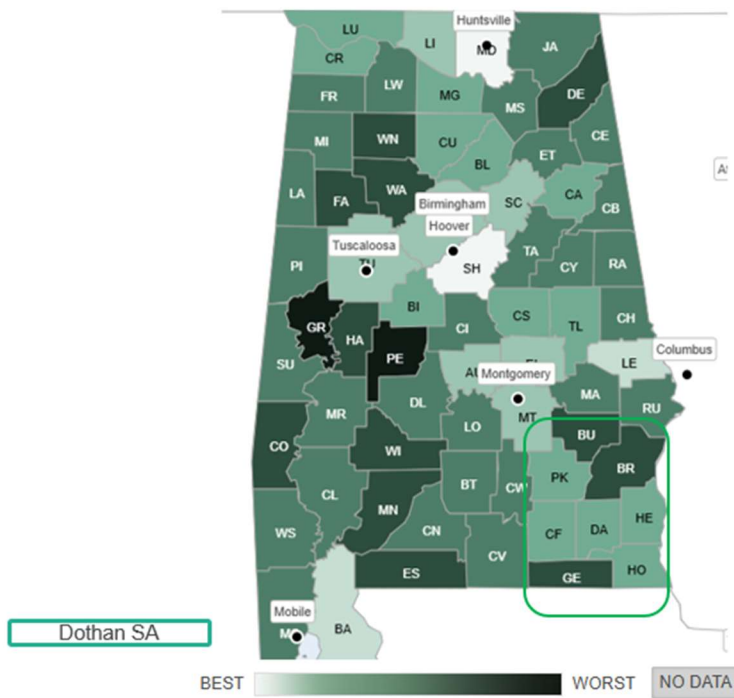 Huntsville
LU
LI
MD
JA
CR
LW
FR
MG
MS
DE
WN
MI
CU
CE
BL
ET
WA
LA
FA
CA
SC
CB
Birmingham
Hoover
Tuscaloosa
TA
PI
SH
CY
RA
BI
CS
CH
GR
HA
CI
TL
SU
PE
LE
Columbus
AU
Montgomery
MA
DL
MR
MT
RU
LO
BU
CO
WI
BR
PK
BT
CW
CL
MN
HE
WS
CN
CF
DA
CV
ES
GE
HO
Mobile
BA
Dothan SA
BEST
WORST
NO DATA